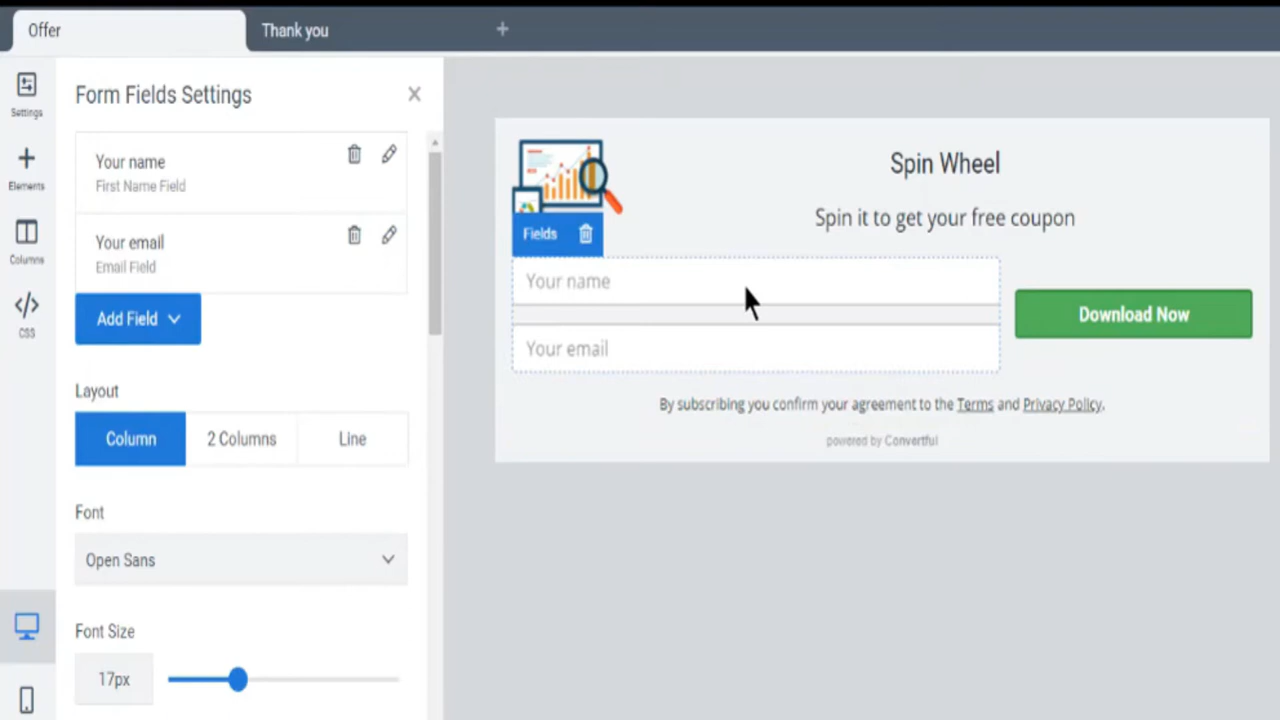 Offer
Thank you
+
Settings
Elements
Columns
CSS
Form Fields Settings
Your name
First Name Field
Your email
Email Field
Add Field
Layout
Column
2 Columns
Line
Font
Open Sans
Font Size
17px
Spin Wheel
Spin it to get your free coupon
Fields
Your name
Your email
Download Now
By subscribing you confirm your agreement to the Terms and Privacy Policy.
powered by Convertful